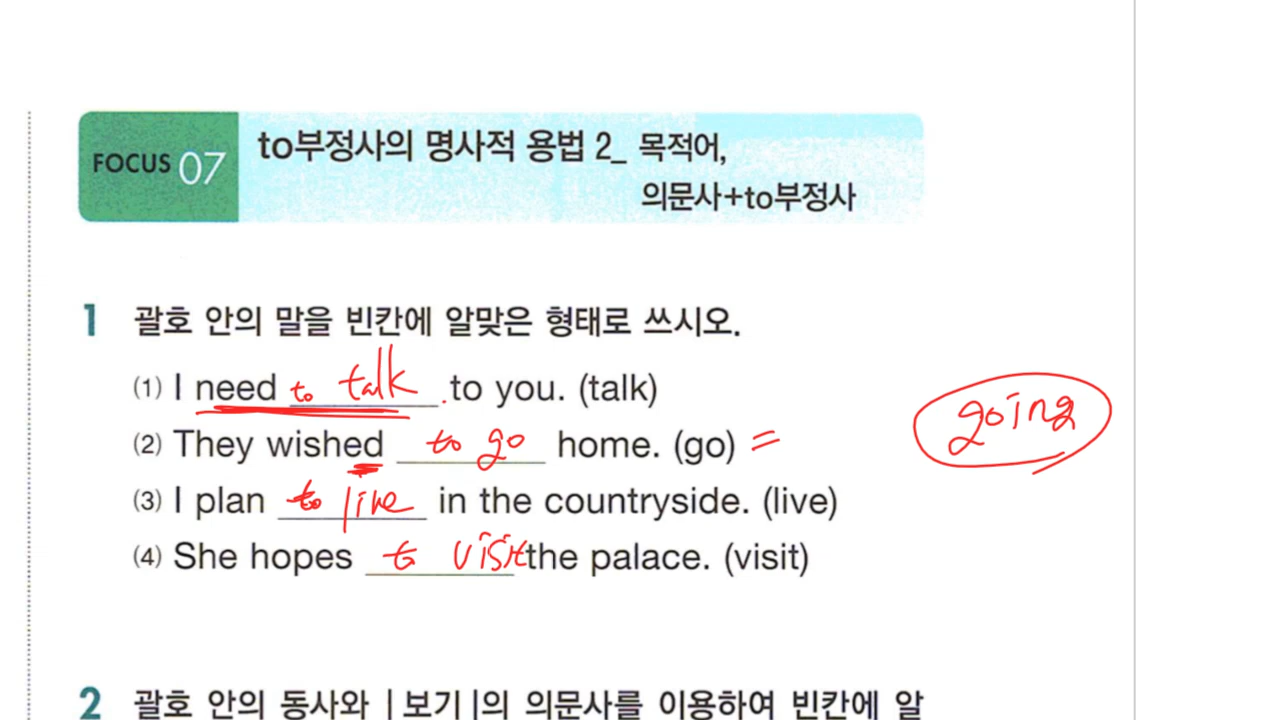 FOCUS 07 to부정사의 명사적 용법 2_ 목적어,
의문사+to부정사
1 괄호 안의 말을 빈칸에 알맞은 형태로 쓰시오.
(1) I need to talk to you. (talk)
(2) They wished to go home. (go) =
going
(3) I plan to live in the countryside. (live)
(4) She hopes to visit the palace. (visit)
2 괄호 안의 동사와 |보기|의 의문사를 이용하여 빈칸에 알